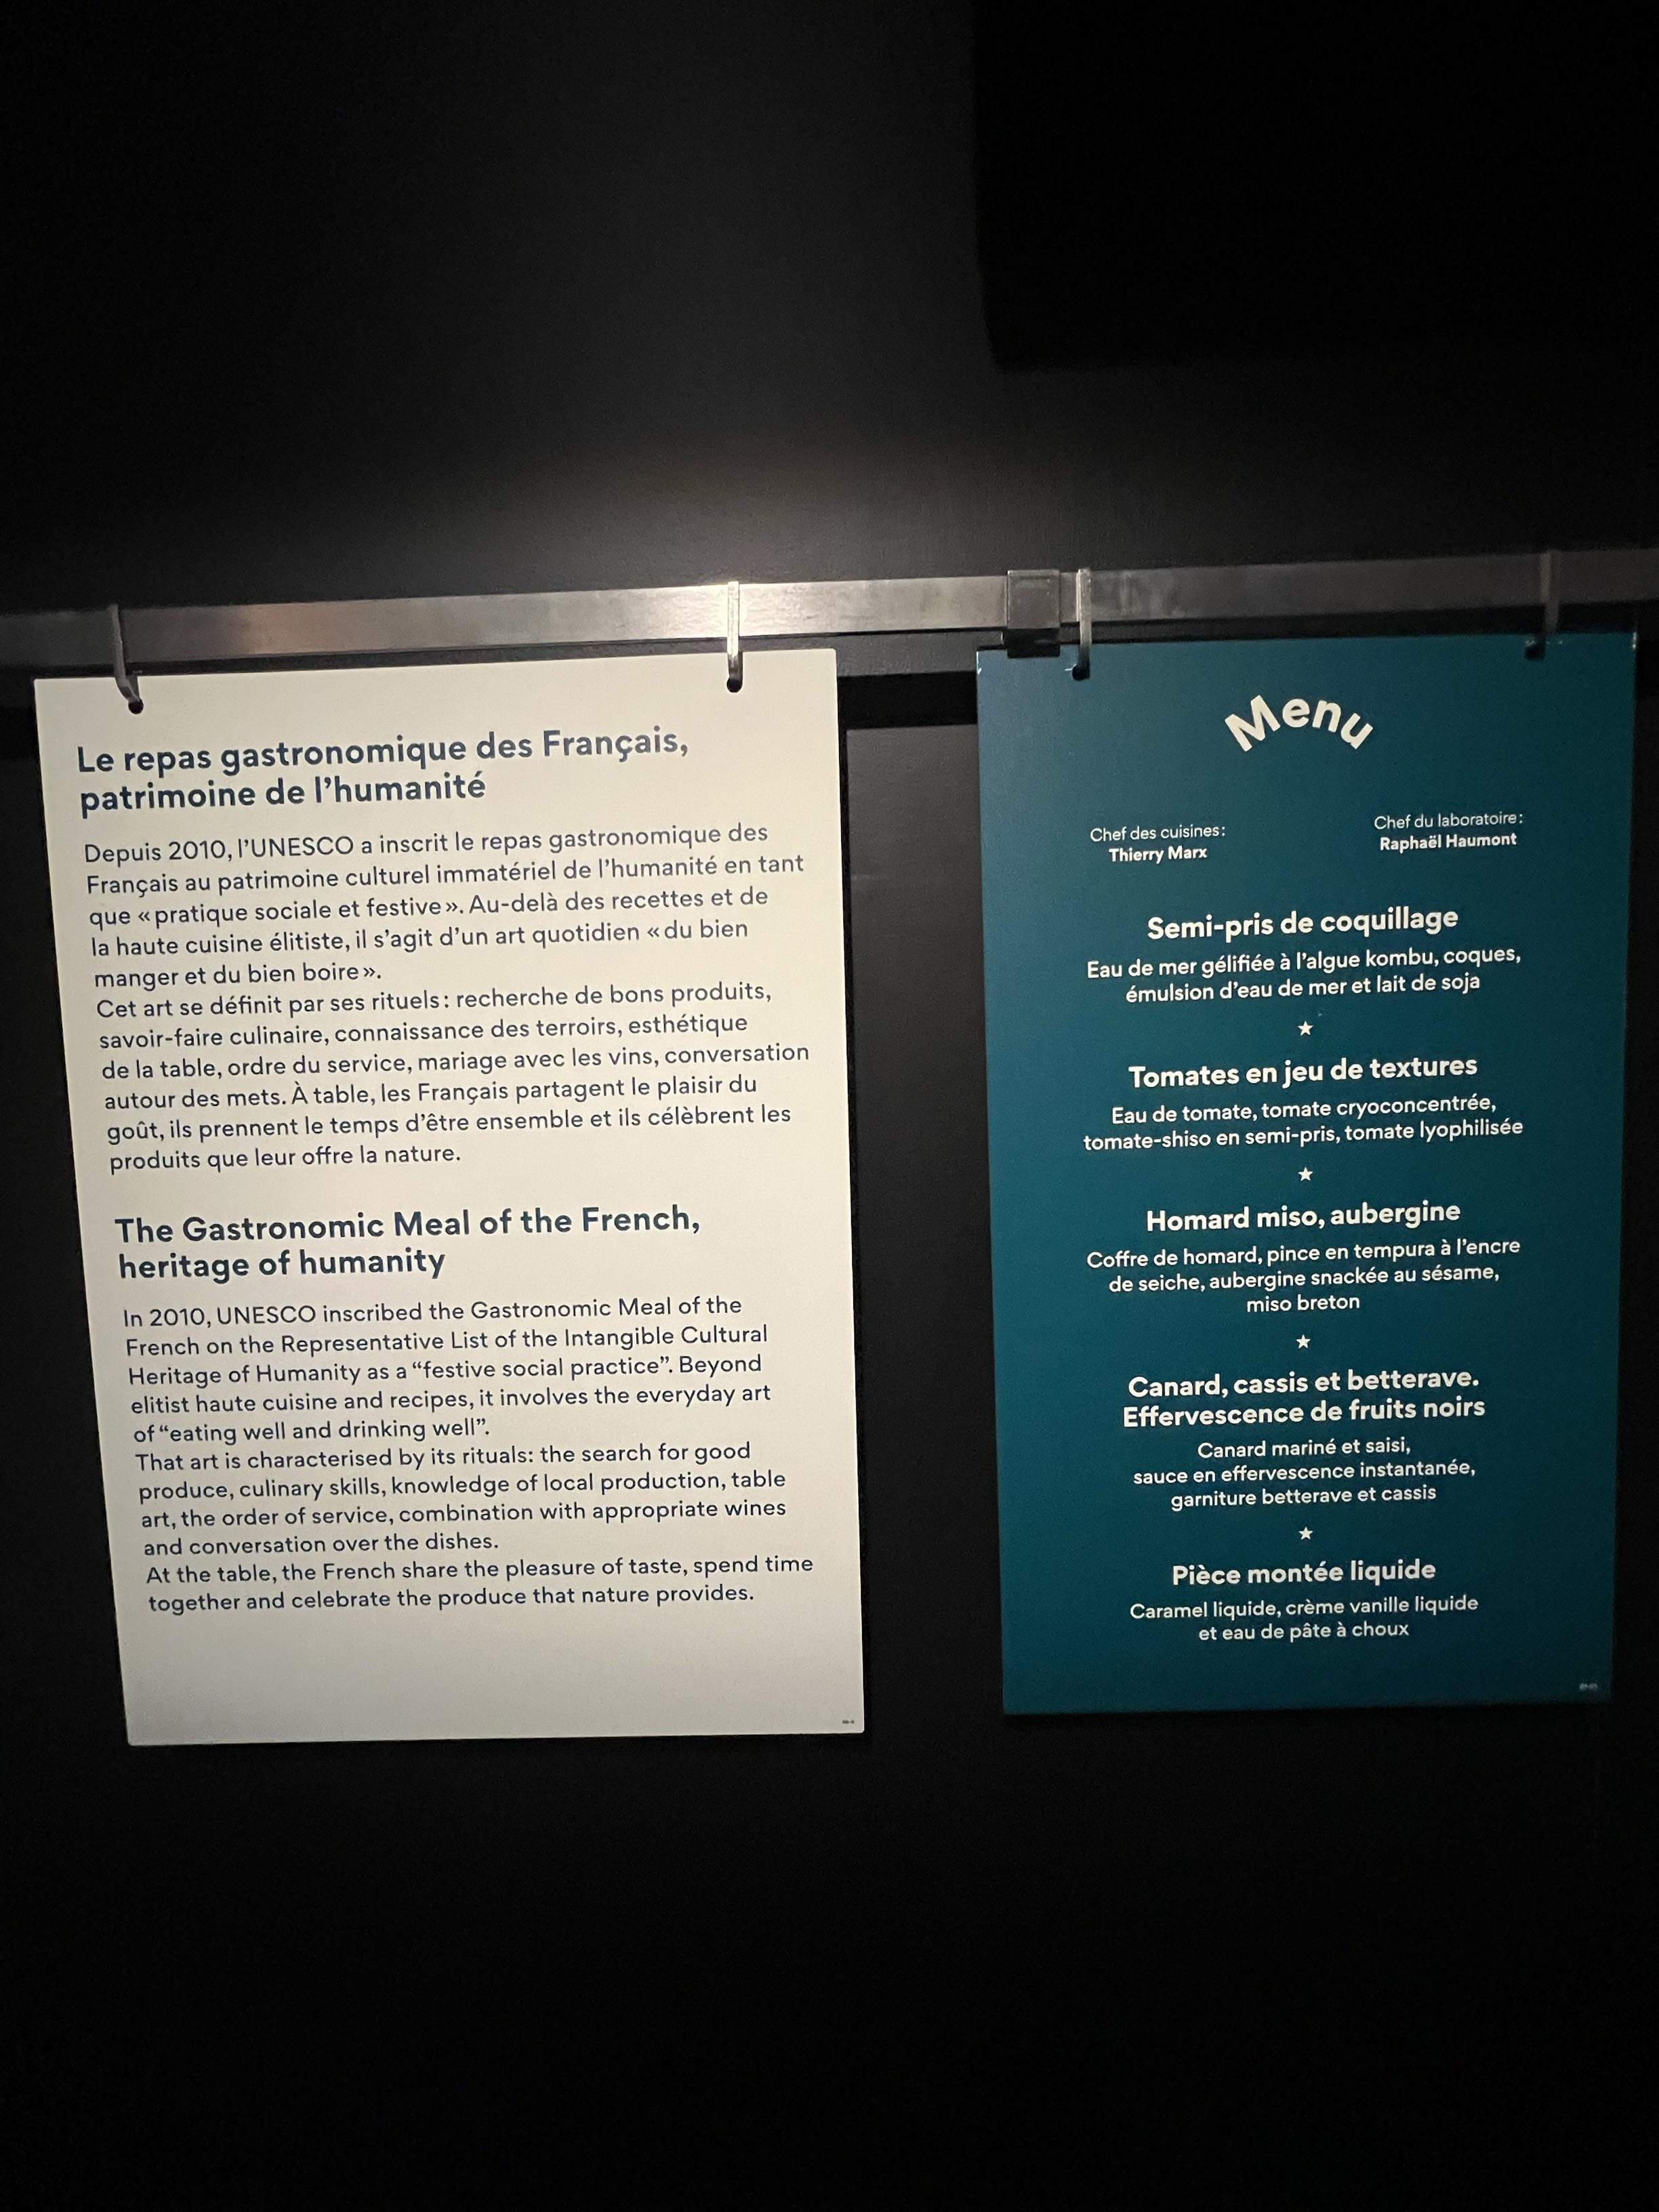 Le repas gastronomique des Français,
patrimoine de l'humanité
Depuis 2010, l'UNESCO a inscrit le repas gastronomique des
Français au patrimoine culturel immatériel de l'humanité en tant
que « pratique sociale et festive ». Au-delà des recettes et de
la haute cuisine élitiste, il s'agit d'un art quotidien « du bien
manger et du bien boire ».
Cet art se définit par ses rituels : recherche de bons produits,
savoir-faire culinaire, connaissance des terroirs, esthétique
de la table, ordre du service, mariage avec les vins, conversation
autour des mets. À table, les Français partagent le plaisir du
goût, ils prennent le temps d'être ensemble et ils célèbrent les
produits que leur offre la nature.
The Gastronomic Meal of the French,
heritage of humanity
In 2010, UNESCO inscribed the Gastronomic Meal of the
French on the Representative List of the Intangible Cultural
Heritage of Humanity as a “festive social practice”. Beyond
elitist haute cuisine and recipes, it involves the everyday art
of “eating well and drinking well”.
That art is characterised by its rituals: the search for good
produce, culinary skills, knowledge of local production, table
art, the order of service, combination with appropriate wines
and conversation over the dishes.
At the table, the French share the pleasure of taste, spend time
together and celebrate the produce that nature provides.
Menu
Chef des cuisines :
Thierry Marx
Chef du laboratoire :
Raphaël Haumont
Semi-pris de coquillage
Eau de mer gélifiée à l'algue kombu, coques,
émulsion d'eau de mer et lait de soja
Tomates en jeu de textures
Eau de tomate, tomate cryoconcentrée,
tomate-shiso en semi-pris, tomate lyophilisée
Homard miso, aubergine
Coffre de homard, pince en tempura à l'encre
de seiche, aubergine snackée au sésame,
miso breton
Canard, cassis et betterave.
Effervescence de fruits noirs
Canard mariné et saisi,
sauce en effervescence instantanée,
garniture betterave et cassis
Pièce montée liquide
Caramel liquide, crème vanille liquide
et eau de pâte à choux